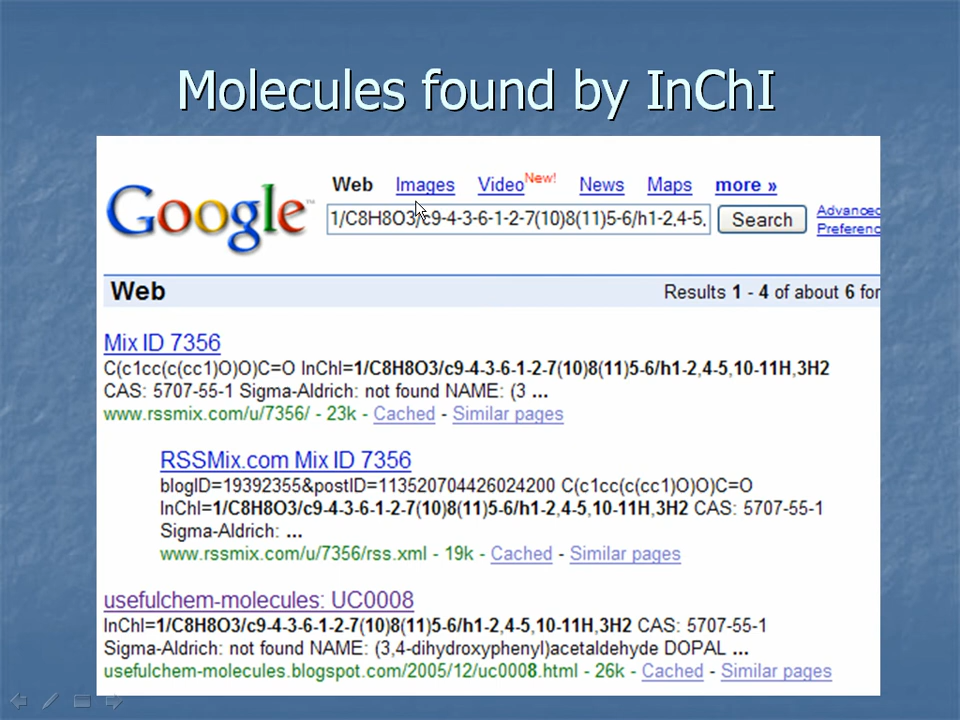 Molecules found by InChI
Google™
Web Images Video New! News Maps more »
1/C8H8O3/c9-4-3-6-1-2-7(10)8(11)5-6/h1-2,4-5, Search
Advanced
Preferenc
Web Results 1 - 4 of about 6 for
Mix ID 7356
C(c1cc(c(cc1)O)O)C=O InChI=1/C8H8O3/c9-4-3-6-1-2-7(10)8(11)5-6/h1-2,4-5,10-11H,3H2
CAS: 5707-55-1 Sigma-Aldrich: not found NAME: (3 ...
www.rssmix.com/u/7356/ - 23k - Cached - Similar pages
RSSMix.com Mix ID 7356
blogID=19392355&postID=113520704426024200 C(c1cc(c(cc1)O)O)C=O
InChI=1/C8H8O3/c9-4-3-6-1-2-7(10)8(11)5-6/h1-2,4-5,10-11H,3H2 CAS: 5707-55-1
Sigma-Aldrich: ...
www.rssmix.com/u/7356/rss.xml - 19k - Cached - Similar pages
usefulchem-molecules: UC0008
InChI=1/C8H8O3/c9-4-3-6-1-2-7(10)8(11)5-6/h1-2,4-5,10-11H,3H2 CAS: 5707-55-1
Sigma-Aldrich: not found NAME: (3,4-dihydroxyphenyl)acetaldehyde DOPAL ...
usefulchem-molecules.blogspot.com/2005/12/uc0008.html - 26k - Cached - Similar pages